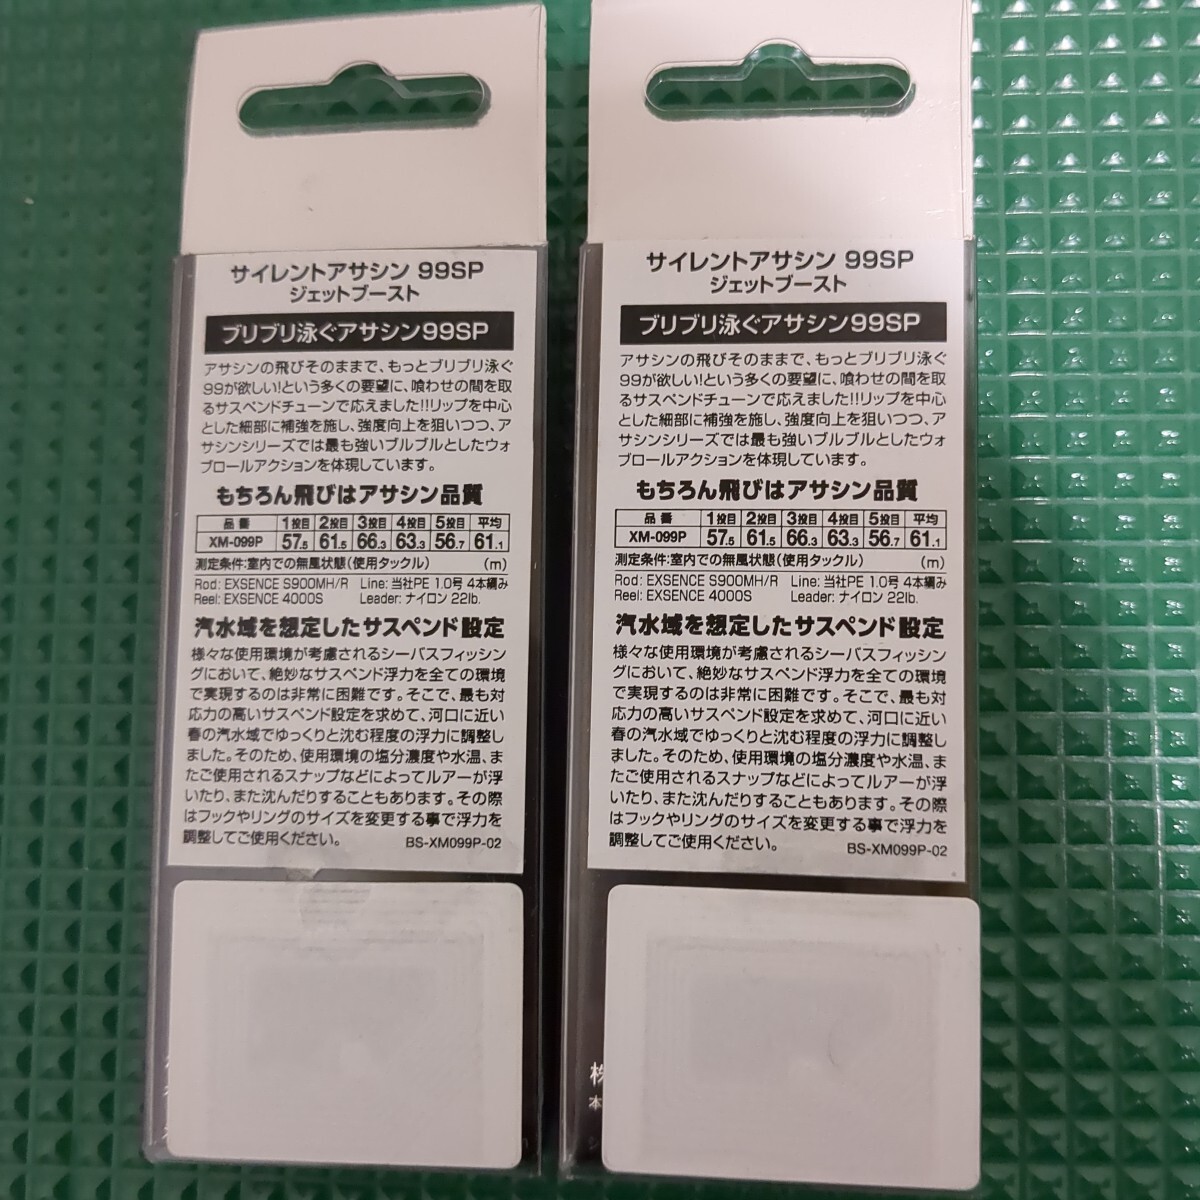 サイレントアサシン 99SP
ジェットブースト
ブリブリ泳ぐアサシン99SP
アサシンの飛びそのままで、もっとブリブリ泳ぐ
99が欲しい!という多くの要望に、喰わせの間を取
るサスペンドチューンで応えました!!リップを中心
とした細部に補強を施し、強度向上を狙いつつ、ア
サシンシリーズでは最も強いブルブルとしたウォ
ブロールアクションを体現しています。
もちろん飛びはアサシン品質
品番 1投目 2投目 3投目 4投目 5投目 平均
XM-099P 57.5 61.5 66.3 63.3 56.7 61.1
測定条件:室内での無風状態(使用タックル) (m)
Rod: EXSENCE S900MH/R Line: 当社PE 1.0号 4本編み
Reel: EXSENCE 4000S Leader: ナイロン 22lb.
汽水域を想定したサスペンド設定
様々な使用環境が考慮されるシーバスフィッシン
グにおいて、絶妙なサスペンド浮力を全ての環境
で実現するのは非常に困難です。そこで、最も対
応力の高いサスペンド設定を求めて、河口に近い
春の汽水域でゆっくりと沈む程度の浮力に調整し
ました。そのため、使用環境の塩分濃度や水温、ま
たご使用されるスナップなどによってルアーが浮
いたり、また沈んだりすることもあります。その際
はフックやリングのサイズを変更する事で浮力を
調整してご使用ください。 BS-XM099P-02
サイレントアサシン 99SP
ジェットブースト
ブリブリ泳ぐアサシン99SP
アサシンの飛びそのままで、もっとブリブリ泳ぐ
99が欲しい!という多くの要望に、喰わせの間を取
るサスペンドチューンで応えました!!リップを中心
とした細部に補強を施し、強度向上を狙いつつ、ア
サシンシリーズでは最も強いブルブルとしたウォ
ブロールアクションを体現しています。
もちろん飛びはアサシン品質
品番 1投目 2投目 3投目 4投目 5投目 平均
XM-099P 57.5 61.5 66.3 63.3 56.7 61.1
測定条件:室内での無風状態(使用タックル) (m)
Rod: EXSENCE S900MH/R Line: 当社PE 1.0号 4本編み
Reel: EXSENCE 4000S Leader: ナイロン 22lb.
汽水域を想定したサスペンド設定
様々な使用環境が考慮されるシーバスフィッシン
グにおいて、絶妙なサスペンド浮力を全ての環境
で実現するのは非常に困難です。そこで、最も対
応力の高いサスペンド設定を求めて、河口に近い
春の汽水域でゆっくりと沈む程度の浮力に調整し
ました。そのため、使用環境の塩分濃度や水温、ま
たご使用されるスナップなどによってルアーが浮
いたり、また沈んだりすることもあります。その際
はフックやリングのサイズを変更する事で浮力を
調整してご使用ください。 BS-XM099P-02
株
本